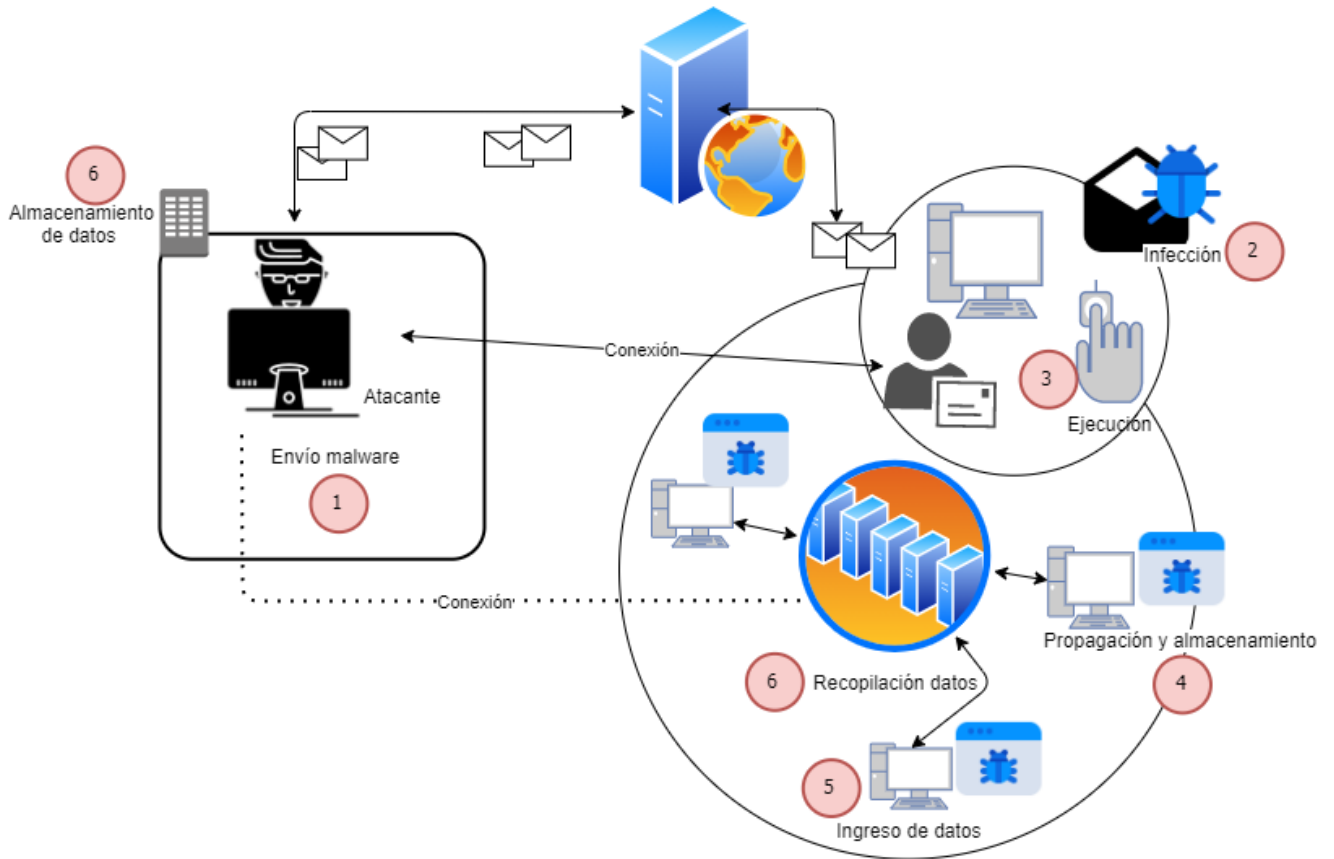 6
Almacenamiento
de datos
Infección
2
Conexión
3
Atacante
Ejecución
Envío malware
1
Conexión
Propagación y almacenamiento
6
Recopilación datos
4
5
Ingreso de datos